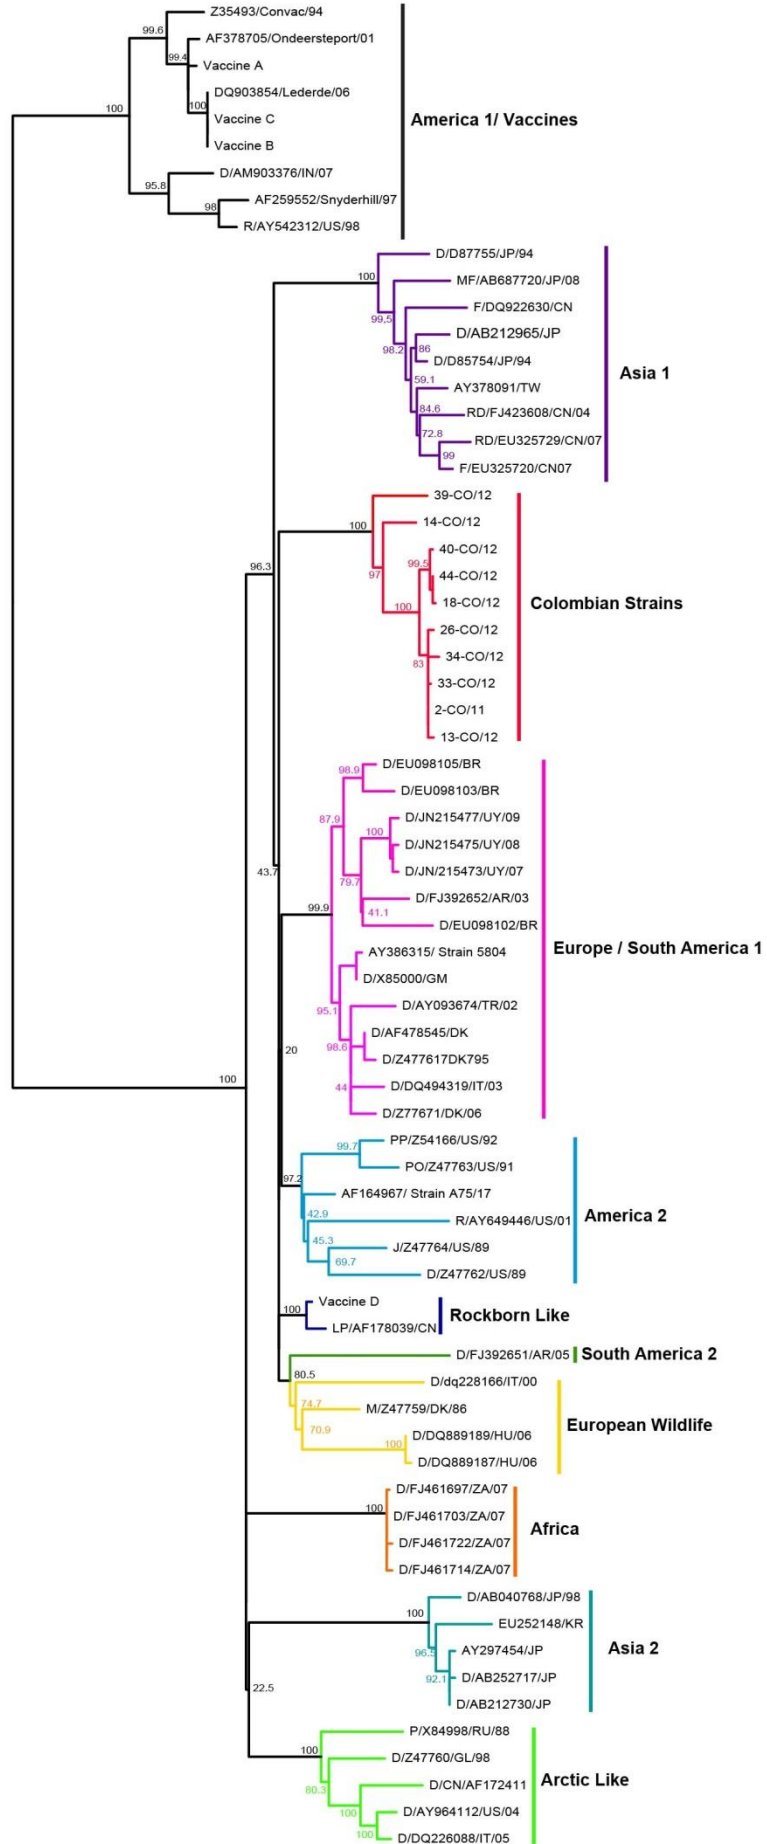 Z35493/Convac/94
99.6
AF378705/Ondeersteport/01
99.4
Vaccine A
DQ903854/Lederde/06
100
100
Vaccine C
America 1/ Vaccines
Vaccine B
D/AM903376/IN/07
95.8
AF259552/Snyderhill/97
98
R/AY542312/US/98
D/D87755/JP/94
100
MF/AB687720/JP/08
99,5
F/DQ922630/CN
D/AB212965/JP
98.2
86
D/D85754/JP/94
Asia 1
59.1
AY378091/TW
84.6
RD/FJ423608/CN/04
72.8
RD/EU325729/CN/07
99
F/EU325720/CN07
39-CO/12
14-CO/12
100
40-CO/12
99.5
96.3
97
44-CO/12
18-CO/12
Colombian Strains
100
26-CO/12
34-CO/12
83
33-CO/12
2-CO/11
13-CO/12
D/EU098105/BR
98.9
D/EU098103/BR
87.9
D/JN215477/UY/09
100
D/JN215475/UY/08
43.7
D/JN/215473/UY/07
79.7
D/FJ392652/AR/03
99.9
41.1
D/EU098102/BR
Europe / South America 1
AY386315/ Strain 5804
D/X85000/GM
95.1
D/AY093674/TR/02
D/AF478545/DK
98.6
20
D/Z477617DK795
D/DQ494319/IT/03
44
100
D/Z77671/DK/06
PP/Z54166/US/92
99.7
PO/Z47763/US/91
97.2
AF164967/ Strain A75/17
42.9
R/AY649446/US/01
America 2
45.3
J/Z47764/US/89
69.7
D/Z47762/US/89
Vaccine D
100
Rockborn Like
LP/AF178039/CN
D/FJ392651/AR/05
South America 2
80.5
D/dq228166/IT/00
74.7
M/Z47759/DK/86
European Wildlife
70.9
D/DQ889189/HU/06
100
D/DQ889187/HU/06
D/FJ461697/ZA/07
100
D/FJ461703/ZA/07
Africa
D/FJ461722/ZA/07
D/FJ461714/ZA/07
D/AB040768/JP/98
100
EU252148/KR
Asia 2
96.5
AY297454/JP
92.1
D/AB252717/JP
22.5
D/AB212730/JP
P/X84998/RU/88
100
D/Z47760/GL/98
80.3
Arctic Like
D/CN/AF172411
100
D/AY964112/US/04
100
D/DQ226088/IT/05